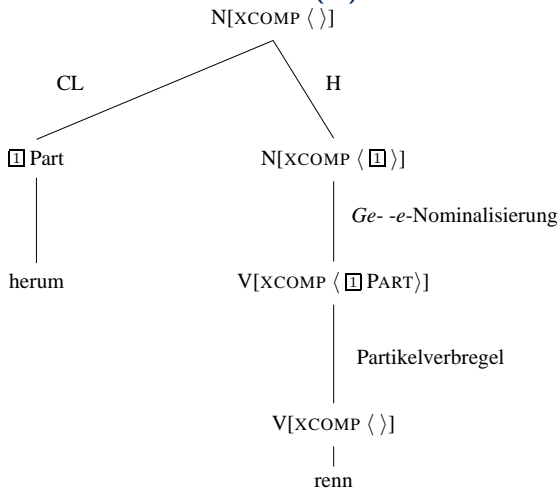 N[XCOMP ⟨ ⟩]
CL
H
1 Part
N[XCOMP ⟨ 1 ⟩]
Ge- -e-Nominalisierung
herum
V[XCOMP ⟨ 1 PART⟩]
Partikelverbregel
V[XCOMP ⟨ ⟩]
renn